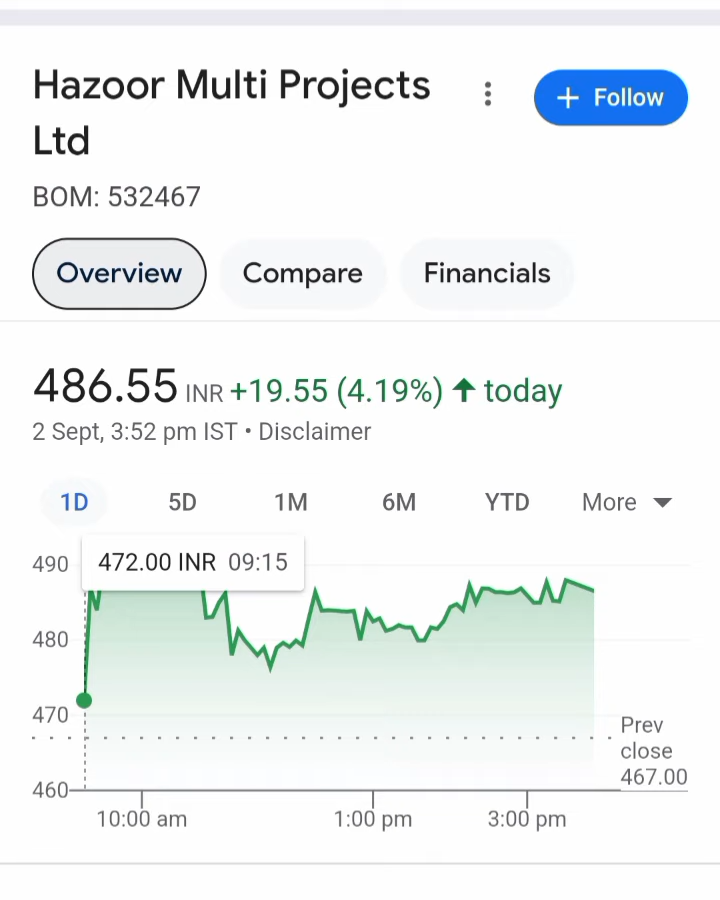 Hazoor Multi Projects
Ltd
+ Follow
BOM: 532467
Overview
Compare
Financials
486.55 INR +19.55 (4.19%) ↑ today
2 Sept, 3:52 pm IST • Disclaimer
1D 5D 1M 6M YTD More
472.00 INR 09:15
490
480
470
460
Prev
close
467.00
10:00 am 1:00 pm 3:00 pm